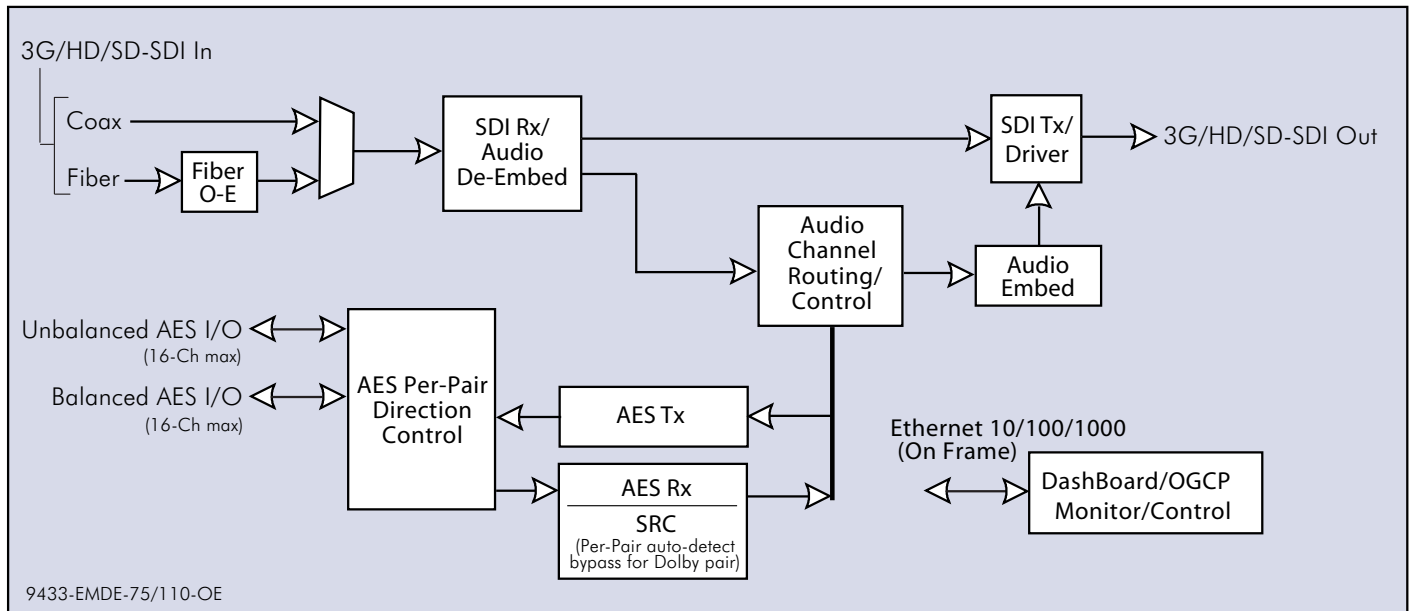 3G/HD/SD-SDI In
Coax
Fiber
Fiber
O-E
SDI Rx/
Audio
De-Embed
SDI Tx/
Driver
3G/HD/SD-SDI Out
Audio
Channel
Routing/
Control
Audio
Embed
Unbalanced AES I/O
(16-Ch max)
Balanced AES I/O
(16-Ch max)
AES Per-Pair
Direction
Control
AES Tx
AES Rx
SRC
(Per-Pair auto-detect
bypass for Dolby pair)
Ethernet 10/100/1000
(On Frame)
DashBoard/OGCP
Monitor/Control
9433-EMDE-75/110-OE